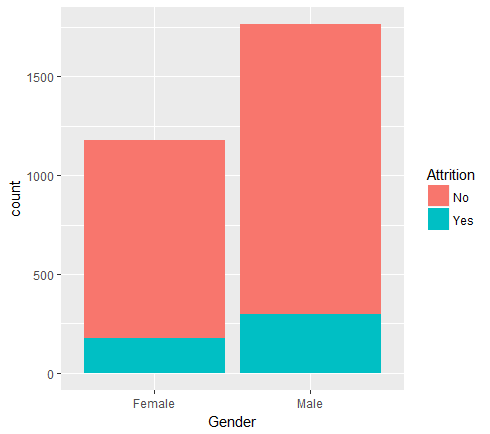 1500
1000
500
0
count
Female
Male
Gender
Attrition
No
Yes